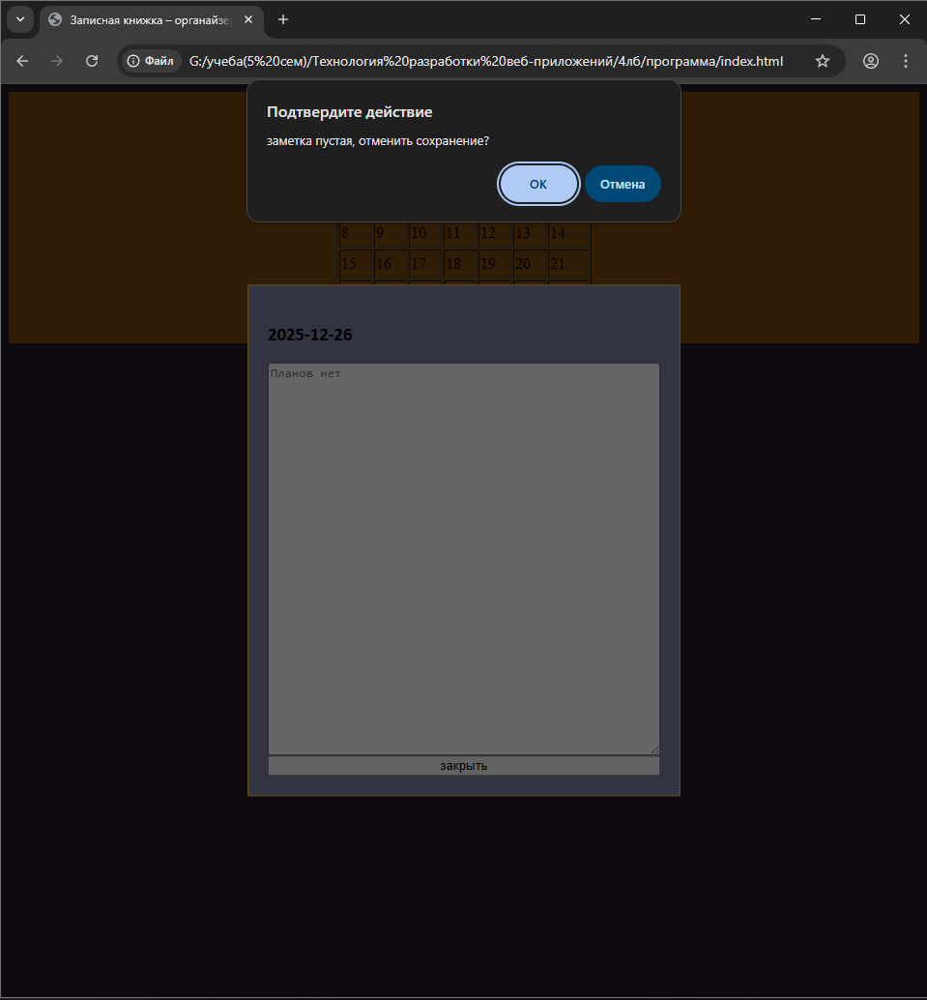 Записная книжка – органайзе
Файл G:/учеба(5%20сем)/Технология%20разработки%20веб-приложений/4лб/программа/index.html
Подтвердите действие
заметка пустая, отменить сохранение?
ОК Отмена
8 9 10 11 12 13 14
15 16 17 18 19 20 21
2025-12-26
Планов нет
закрыть